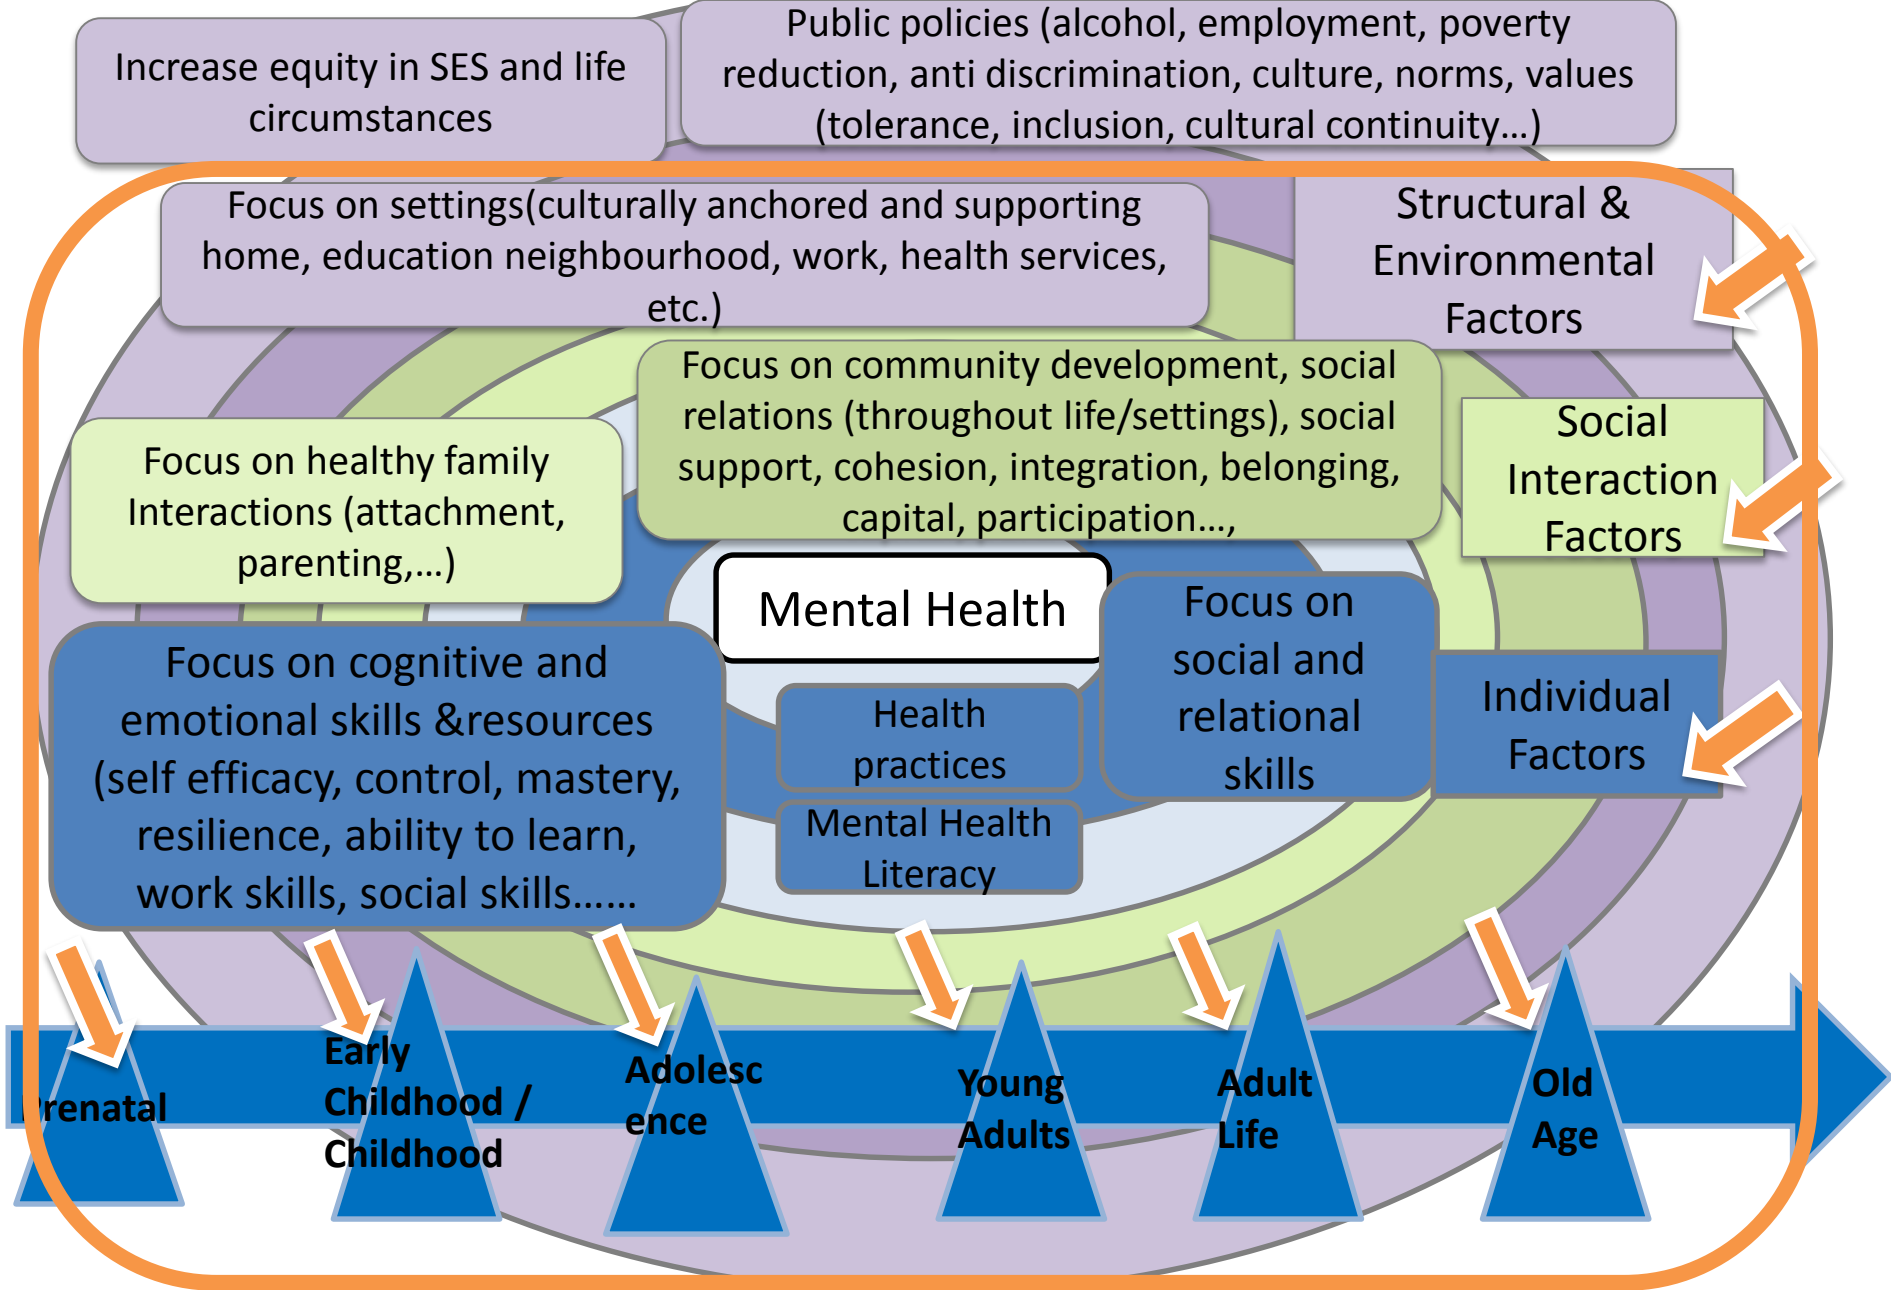 Increase equity in SES and life
circumstances
Public policies (alcohol, employment, poverty
reduction, anti discrimination, culture, norms, values
(tolerance, inclusion, cultural continuity…)
Focus on settings(culturally anchored and supporting
home, education neighbourhood, work, health services,
etc.)
Structural &
Environmental
Factors
Focus on community development, social
relations (throughout life/settings), social
support, cohesion, integration, belonging,
capital, participation…,
Social
Interaction
Factors
Focus on healthy family
Interactions (attachment,
parenting,…)
Mental Health
Focus on
social and
relational
skills
Focus on cognitive and
emotional skills &resources
(self efficacy, control, mastery,
resilience, ability to learn,
work skills, social skills……
Health
practices
Mental Health
Literacy
Individual
Factors
Prenatal
Early
Childhood /
Childhood
Adolesc
ence
Young
Adults
Adult
Life
Old
Age